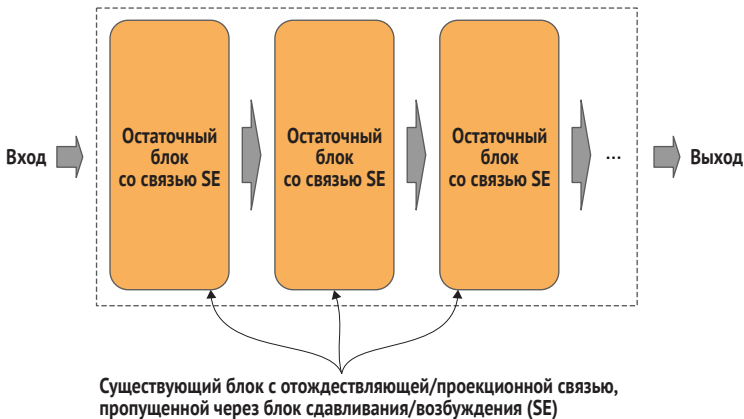 Вход
Остаточный
блок
со связью SE
Остаточный
блок
со связью SE
Остаточный
блок
со связью SE
...
Выход
Существующий блок с отождествляющей/проекционной связью,
пропущенной через блок сдавливания/возбуждения (SE)